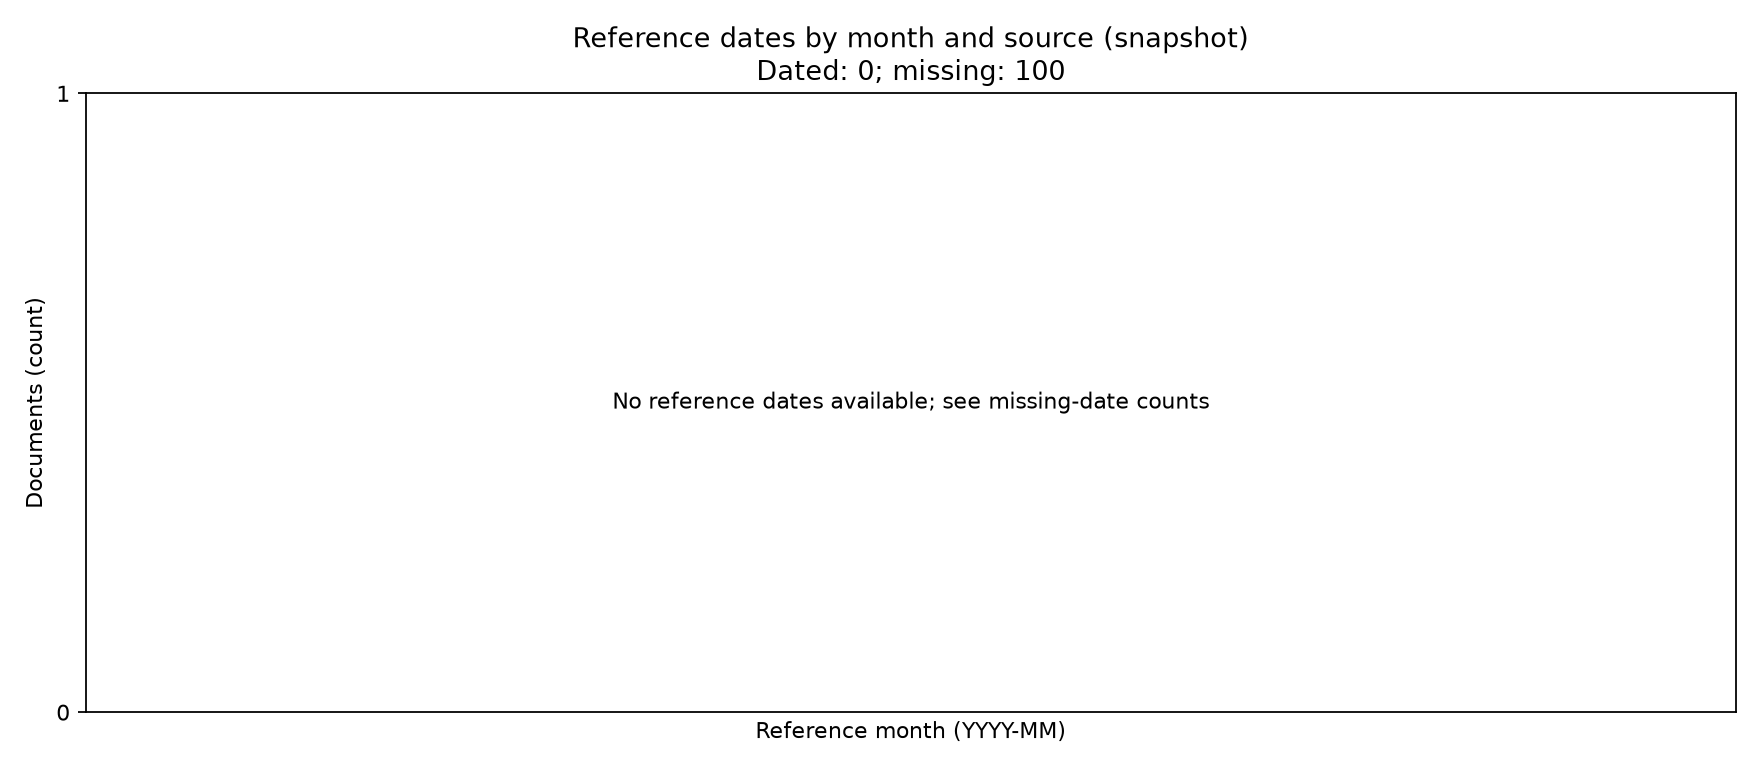 Reference dates by month and source (snapshot)
Dated: 0; missing: 100
1
Documents (count)
No reference dates available; see missing-date counts
0
Reference month (YYYY-MM)